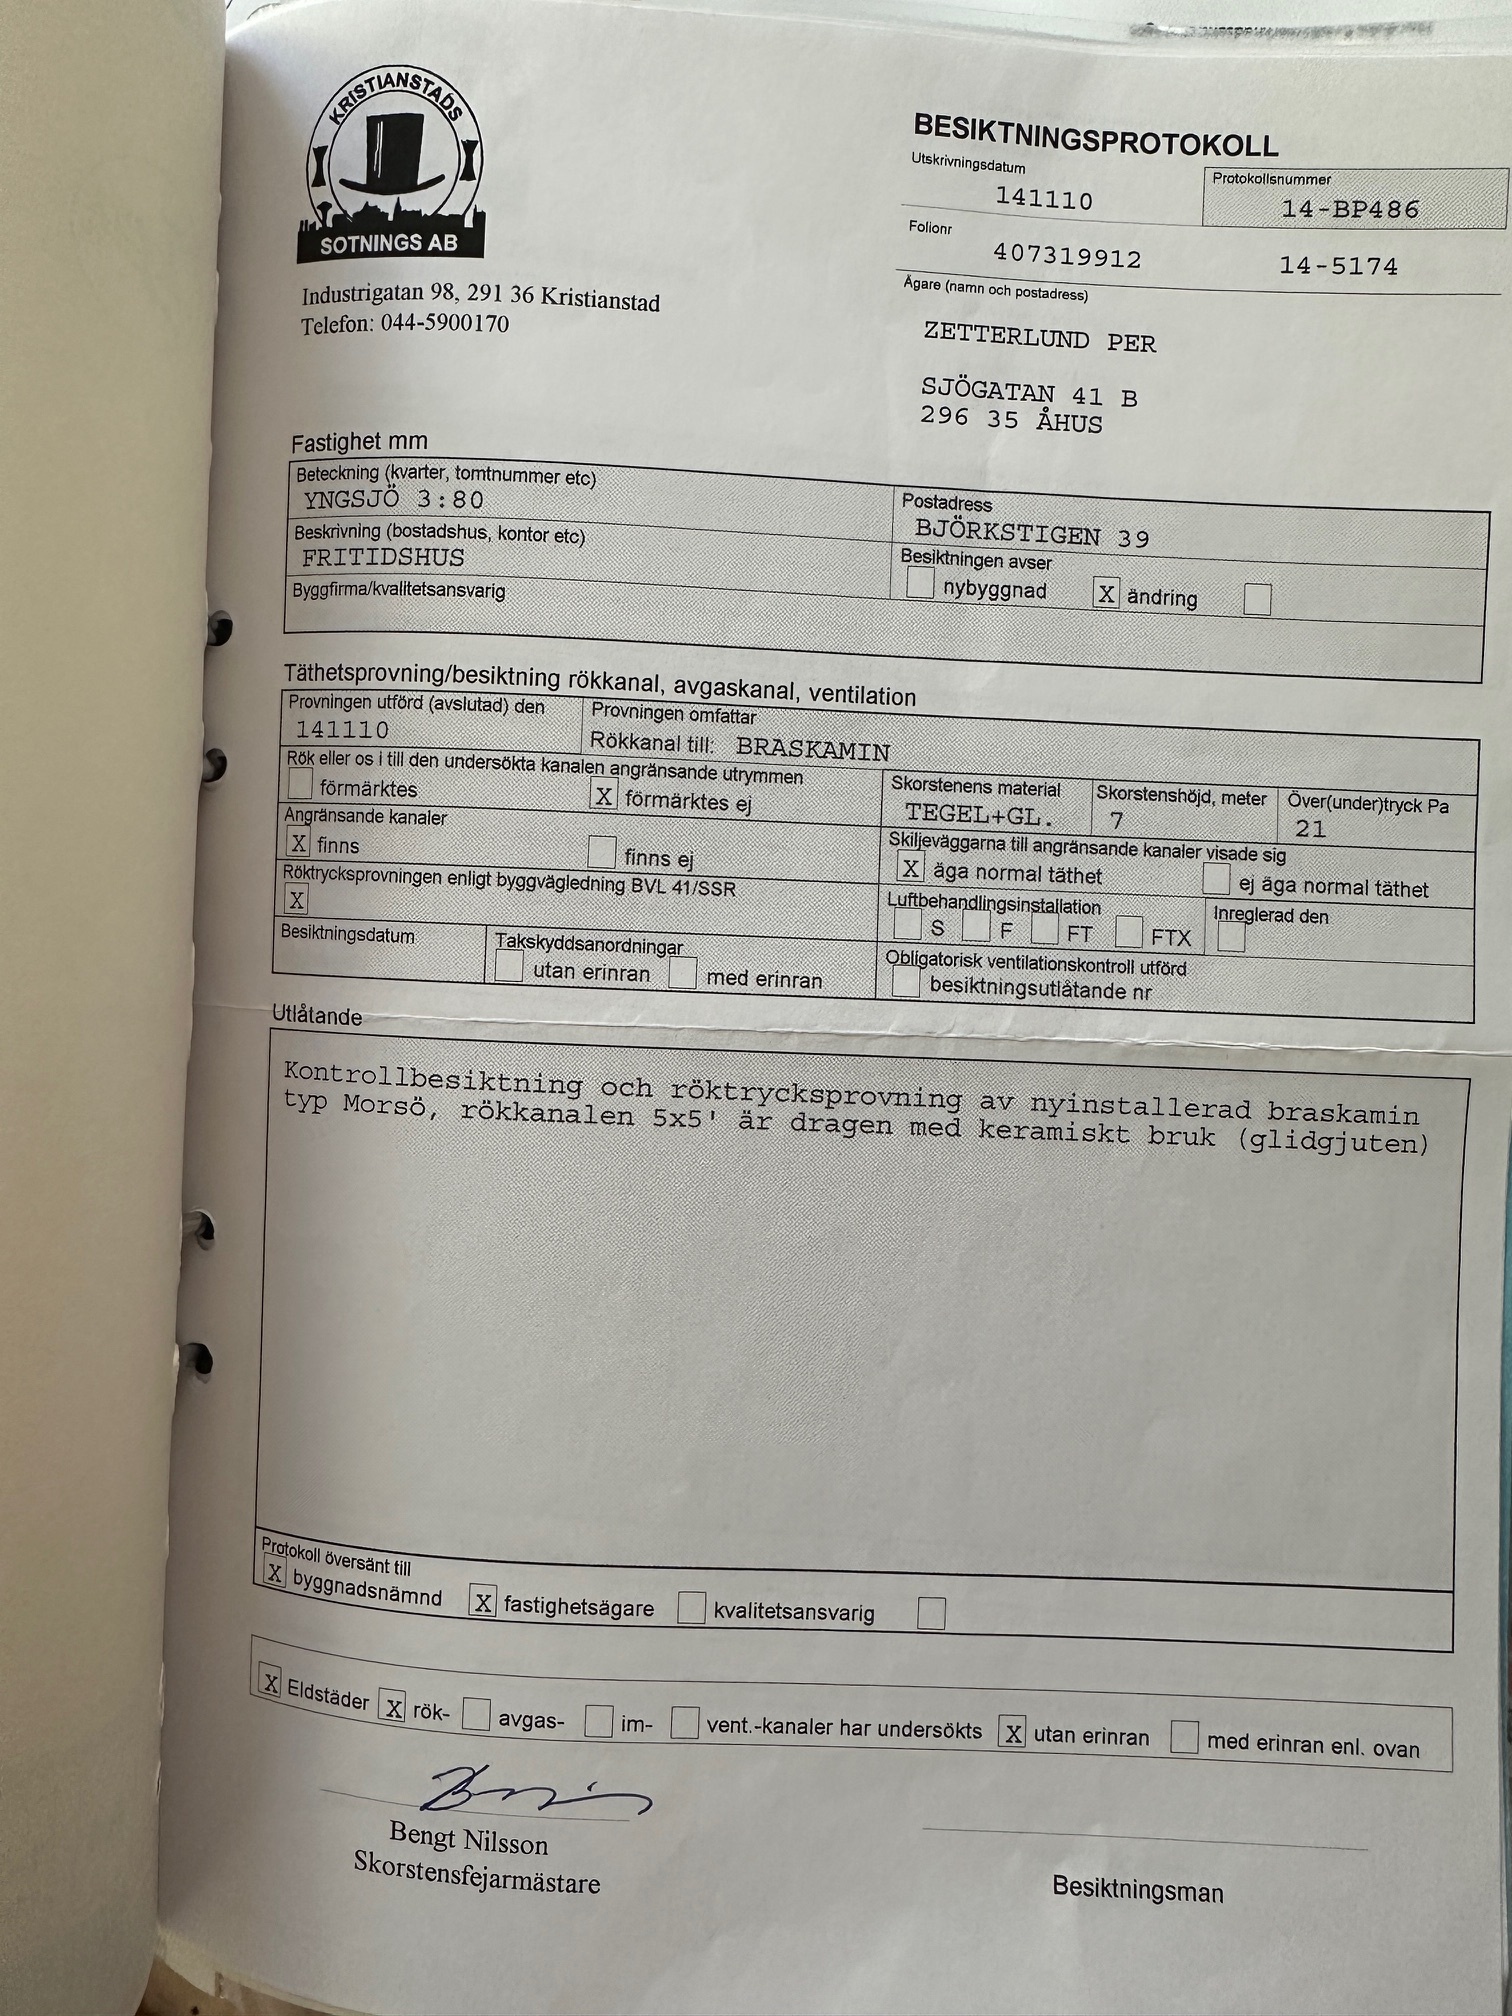 KRISTIANSTADS
SOTNINGS AB
Industrigatan 98, 291 36 Kristianstad
Telefon: 044-5900170
BESIKTNINGSPROTOKOLL
Utskrivningsdatum
141110
Protokollsnummer
14-BP486
Folionr
407319912
14-5174
Ägare (namn och postadress)
ZETTERLUND PER
SJÖGATAN 41 B
296 35 ÅHUS
Fastighet mm
Beteckning (kvarter, tomtnummer etc)
YNGSJÖ 3:80
Postadress
BJÖRKSTIGEN 39
Beskrivning (bostadshus, kontor etc)
FRITIDSHUS
Besiktningen avser
nybyggnad X ändring
Byggfirma/kvalitetsansvarig
Täthetsprovning/besiktning rökkanal, avgaskanal, ventilation
Provningen utförd (avslutad) den
141110
Provningen omfattar
Rökkanal till: BRASKAMIN
Rök eller os i till den undersökta kanalen angränsande utrymmen
förmärktes X förmärktes ej
Skorstenens material
TEGEL+GL.
Skorstenshöjd, meter
7
Över(under)tryck Pa
21
Angränsande kanaler
X finns finns ej
Skiljeväggarna till angränsande kanaler visade sig
X äga normal täthet ej äga normal täthet
Röktrycksprovningen enligt byggvägledning BVL 41/SSR
X
Luftbehandlingsinstallation
S F FT FTX
Inreglerad den
Besiktningsdatum
Takskyddsanordningar
utan erinran med erinran
Obligatorisk ventilationskontroll utförd
besiktningsutlåtande nr
Utlåtande
Kontrollbesiktning och röktrycksprovning av nyinstallerad braskamin
typ Morsö, rökkanalen 5x5' är dragen med keramiskt bruk (glidgjuten)
Protokoll översänt till
X byggnadsnämnd X fastighetsägare kvalitetsansvarig
X Eldstäder X rök- avgas- im- vent.-kanaler har undersökts X utan erinran med erinran enl. ovan
Bengt Nilsson
Skorstensfejarmästare
Besiktningsman